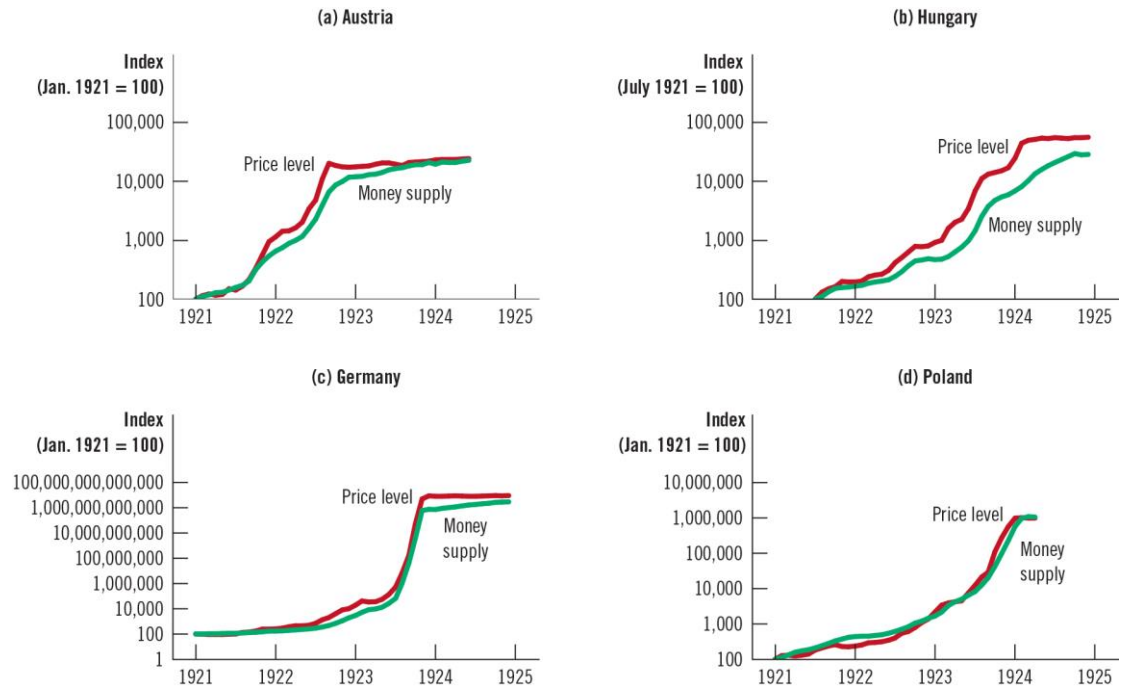 (a) Austria
Index
(Jan. 1921 = 100)
100,000
10,000
1,000
100
Price level
Money supply
1921 1922 1923 1924 1925
(b) Hungary
Index
(July 1921 = 100)
100,000
10,000
1,000
100
Price level
Money supply
1921 1922 1923 1924 1925
(c) Germany
Index
(Jan. 1921 = 100)
100,000,000,000,000
1,000,000,000,000
10,000,000,000
100,000,000
1,000,000
10,000
100
1
Price level
Money
supply
1921 1922 1923 1924 1925
(d) Poland
Index
(Jan. 1921 = 100)
10,000,000
1,000,000
100,000
10,000
1,000
100
Price level
Money
supply
1921 1922 1923 1924 1925